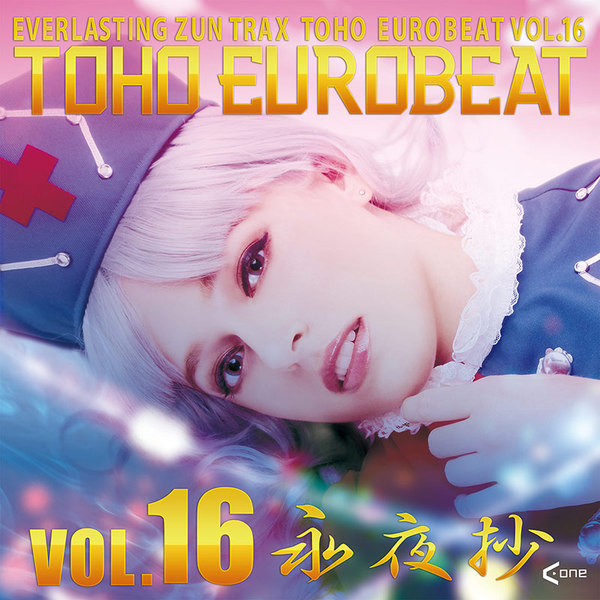 EVERLASTING ZUN TRAX TOHO EUROBEAT VOL.16
TOHO EUROBEAT
VOL.16 永夜抄
A-one